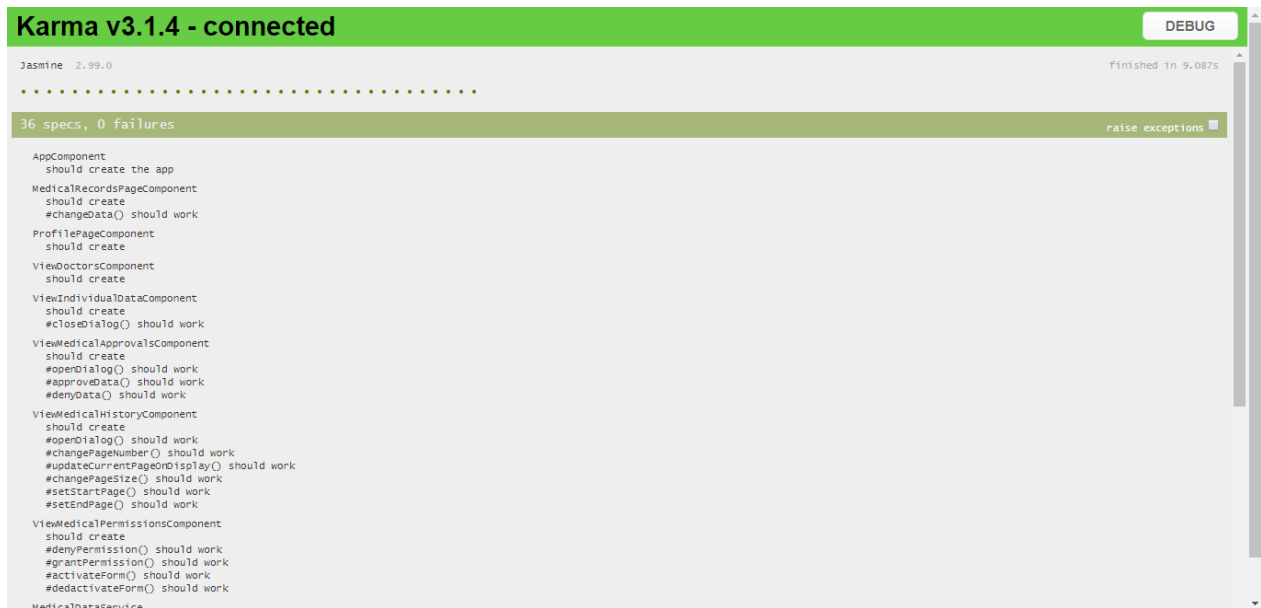 Karma v3.1.4 - connected
DEBUG
Jasmine 2.99.0
finished in 9.087s
36 specs, 0 failures
raise exceptions
AppComponent
should create the app
MedicalRecordsPageComponent
should create
#changeData() should work
ProfilePageComponent
should create
ViewDoctorsComponent
should create
ViewIndividualDataComponent
should create
#closeDialog() should work
ViewMedicalApprovalsComponent
should create
#openDialog() should work
#approveData() should work
#denyData() should work
ViewMedicalHistoryComponent
should create
#openDialog() should work
#changePageNumber() should work
#updateCurrentPageOnDisplay() should work
#changePageSize() should work
#setStartPage() should work
#setEndPage() should work
ViewMedicalPermissionsComponent
should create
#denyPermission() should work
#grantPermission() should work
#activateForm() should work
#dedactivateForm() should work
MedicalDataService